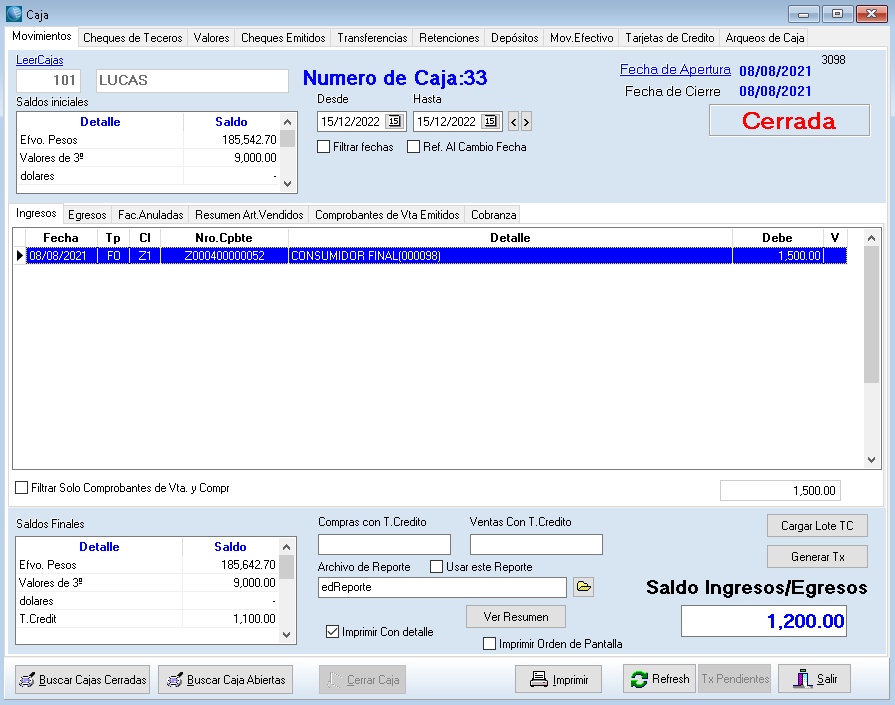 Caja
Movimientos Cheques de Teceros Valores Cheques Emitidos Transferencias Retenciones Depósitos Mov.Efectivo Tarjetas de Credito Arqueos de Caja
LeerCajas
101 LUCAS
Numero de Caja:33
Fecha de Apertura 08/08/2021
3098
Fecha de Cierre 08/08/2021
Cerrada
Saldos iniciales
Detalle Saldo
Efvo. Pesos 185,542.70
Valores de 3º 9,000.00
dolares -
Desde Hasta
15/12/2022 15 15/12/2022 15 < >
Filtrar fechas Ref. Al Cambio Fecha
Ingresos Egresos Fac.Anuladas Resumen Art.Vendidos Comprobantes de Vta Emitidos Cobranza
Fecha Tp Cl Nro.Cpbte Detalle Debe V
08/08/2021 FO Z1 Z000400000052 CONSUMIDOR FINAL(000098) 1,500.00
Filtrar Solo Comprobantes de Vta. y Compr
1,500.00
Saldos Finales
Detalle Saldo
Efvo. Pesos 185,642.70
Valores de 3º 9,000.00
dolares -
T.Credit 1,100.00
Compras con T.Credito Ventas Con T.Credito
Archivo de Reporte Usar este Reporte
edReporte
Ver Resumen
Imprimir Con detalle
Imprimir Orden de Pantalla
Cargar Lote TC
Generar Tx
Saldo Ingresos/Egresos
1,200.00
Buscar Cajas Cerradas Buscar Caja Abiertas Cerrar Caja Imprimir Refresh Tx Pendientes Salir